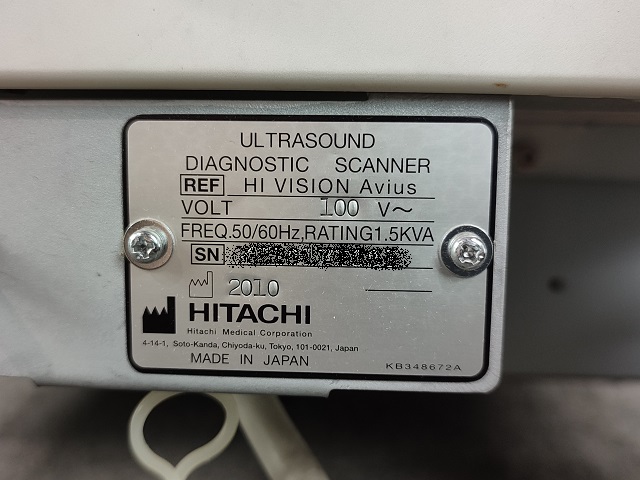 ULTRASOUND
DIAGNOSTIC SCANNER
REF HI VISION Avius
VOLT 100 V~
FREQ.50/60Hz,RATING1.5KVA
SN
2010
HITACHI
Hitachi Medical Corporation
4-14-1, Soto-Kanda, Chiyoda-ku, Tokyo, 101-0021, Japan
MADE IN JAPAN
KB348672A